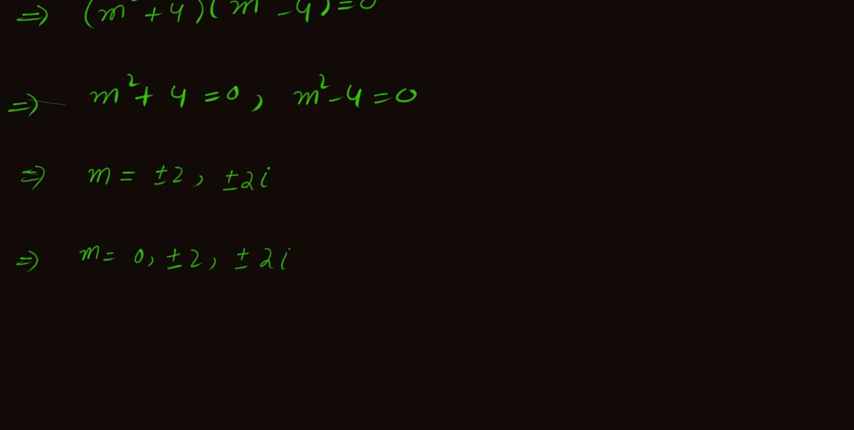 ⇒ (m² + 4)(m² - 4) = 0
⇒ m² + 4 = 0, m² - 4 = 0
⇒ m = ±2, ±2i
⇒ m = 0, ±2, ±2i